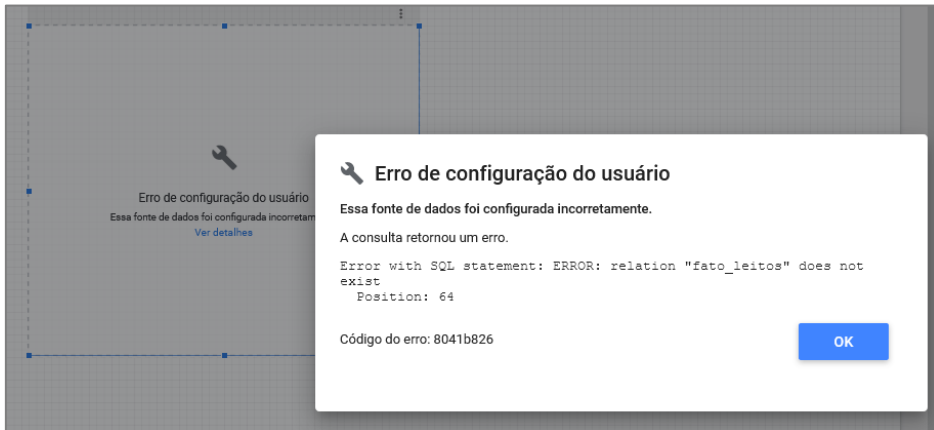 Erro de configuração do usuário
Essa fonte de dados foi configurada
Ver detalhes
Erro de configuração do usuário
Essa fonte de dados foi configurada incorretamente.
A consulta retornou um erro.
Error with SQL statement: ERROR: relation "fato_leitos" does not
exist
Position: 64
Código do erro: 8041b826
OK